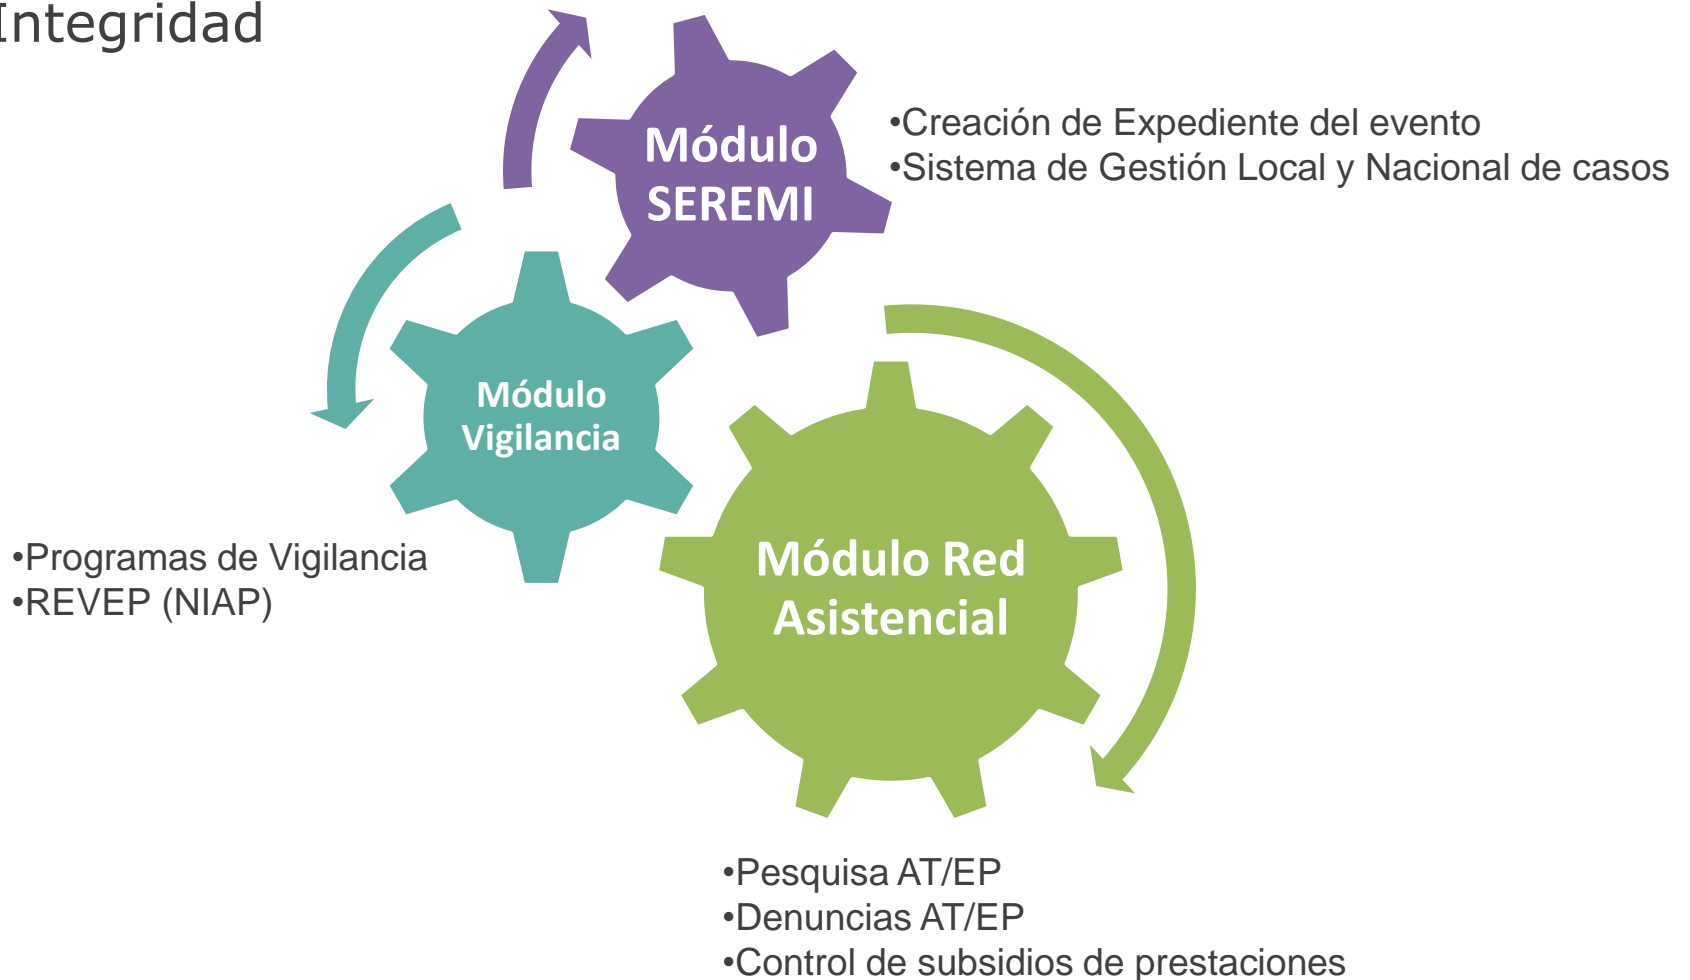 Integridad
Módulo
SEREMI
•Creación de Expediente del evento
•Sistema de Gestión Local y Nacional de casos
Módulo
Vigilancia
•Programas de Vigilancia
•REVEP (NIAP)
Módulo Red
Asistencial
•Pesquisa AT/EP
•Denuncias AT/EP
•Control de subsidios de prestaciones